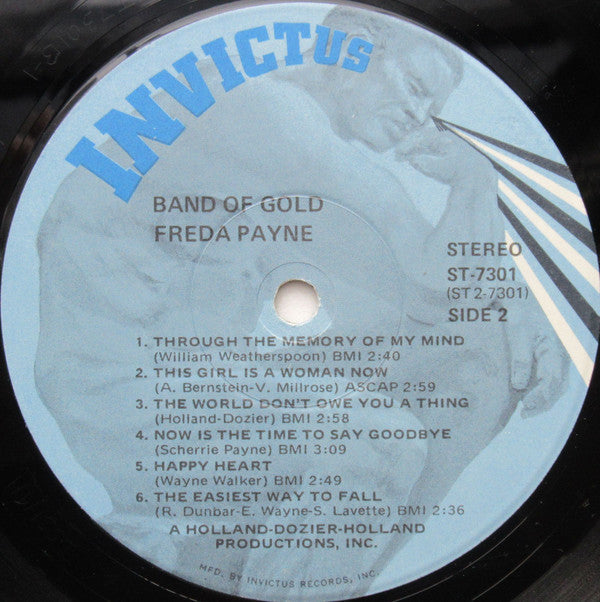 INVICTUS
BAND OF GOLD
FREDA PAYNE
STEREO
ST-7301
(ST 2-7301)
SIDE 2
1. THROUGH THE MEMORY OF MY MIND
(William Weatherspoon) BMI 2:40
2. THIS GIRL IS A WOMAN NOW
(A. Bernstein-V. Millrose) ASCAP 2:59
3. THE WORLD DON'T OWE YOU A THING
(Holland-Dozier) BMI 2:58
4. NOW IS THE TIME TO SAY GOODBYE
(Scherrie Payne) BMI 3:09
5. HAPPY HEART
(Wayne Walker) BMI 2:49
6. THE EASIEST WAY TO FALL
(R. Dunbar-E. Wayne-S. Lavette) BMI 2:36
A HOLLAND-DOZIER-HOLLAND
PRODUCTIONS, INC.
MFD. BY INVICTUS RECORDS, INC.